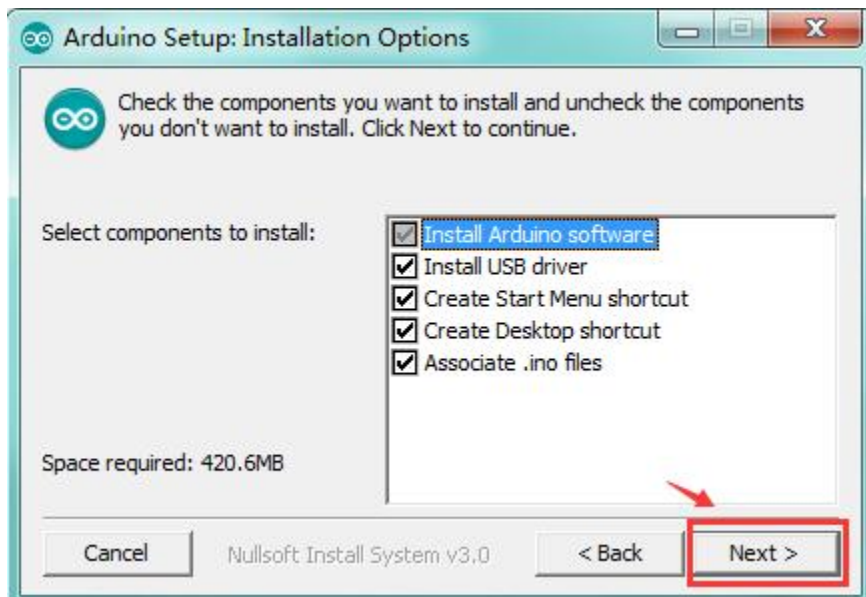 Arduino Setup: Installation Options
Check the components you want to install and uncheck the components
you don't want to install. Click Next to continue.
Select components to install:
Install Arduino software
Install USB driver
Create Start Menu shortcut
Create Desktop shortcut
Associate .ino files
Space required: 420.6MB
Cancel
Nullsoft Install System v3.0
< Back
Next >